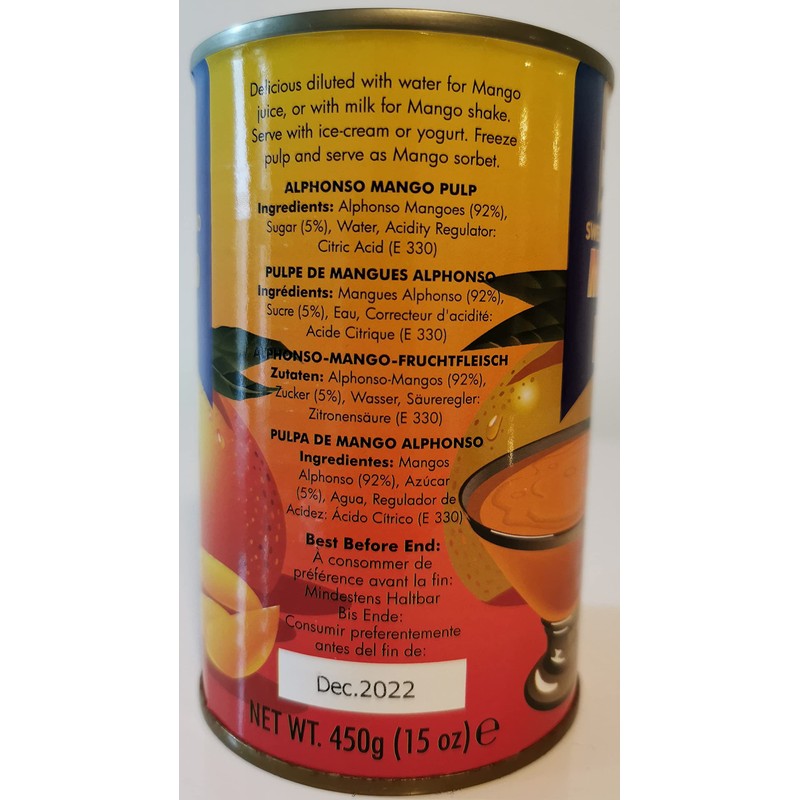 Delicious diluted with water for Mango
juice, or with milk for Mango shake.
Serve with ice-cream or yogurt. Freeze
pulp and serve as Mango sorbet.
ALPHONSO MANGO PULP
Ingredients: Alphonso Mangoes (92%),
Sugar (5%), Water, Acidity Regulator:
Citric Acid (E 330)
PULPE DE MANGUES ALPHONSO
Ingrédients: Mangues Alphonso (92%),
Sucre (5%), Eau, Correcteur d'acidité:
Acide Citrique (E 330)
ALPHONSO-MANGO-FRUCHTFLEISCH
Zutaten: Alphonso-Mangos (92%),
Zucker (5%), Wasser, Säureregler:
Zitronensäure (E 330)
PULPA DE MANGO ALPHONSO
Ingredientes: Mangos
Alphonso (92%), Azúcar
(5%), Agua, Regulador de
Acidez: Ácido Cítrico (E 330)
Best Before End:
À consommer de
préférence avant la fin:
Mindestens Haltbar
Bis Ende:
Consumir preferentemente
antes del fin de:
Dec.2022
NET WT. 450g (15 oz) e